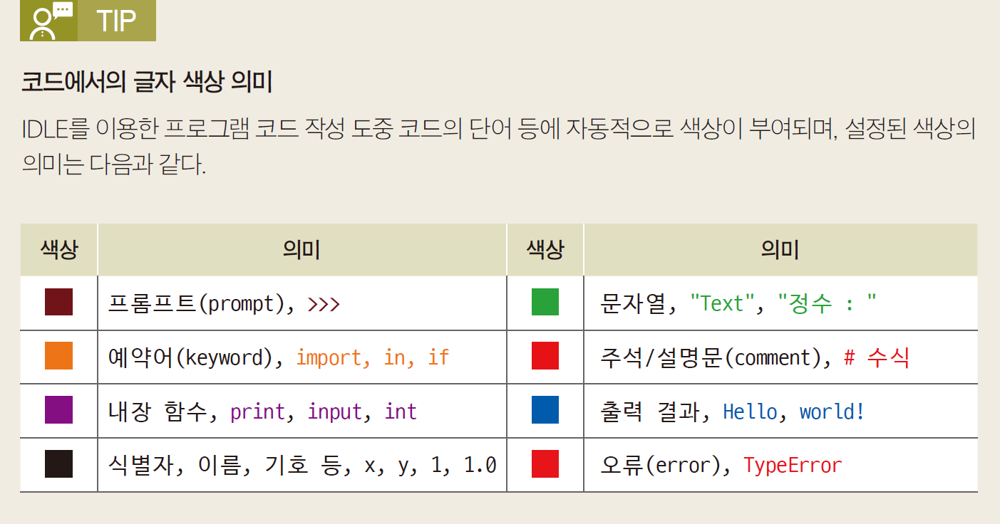 TIP
코드에서의 글자 색상 의미
IDLE를 이용한 프로그램 코드 작성 도중 코드의 단어 등에 자동적으로 색상이 부여되며, 설정된 색상의
의미는 다음과 같다.
색상 의미 색상 의미
프롬프트(prompt), >>> 문자열, "Text", "정수 : "
예약어(keyword), import, in, if 주석/설명문(comment), # 수식
내장 함수, print, input, int 출력 결과, Hello, world!
식별자, 이름, 기호 등, x, y, 1, 1.0 오류(error), TypeError